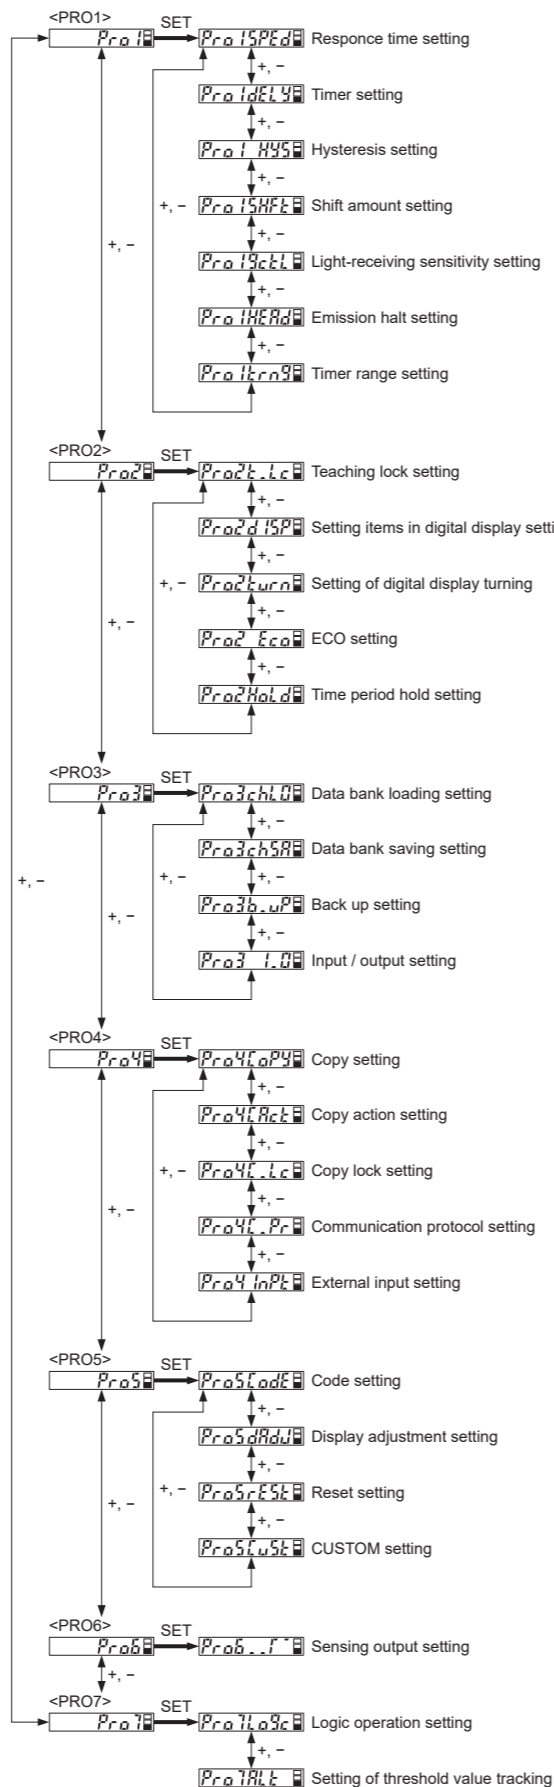 <PRO1>
Pro1 SET Pro1SPEd Responce time setting
+, −
Pro1dELY Timer setting
+, −
Pro1 HYS Hysteresis setting
+, −
+, − Pro1SHFt Shift amount setting
+, −
+, −
Pro1gctL Light-receiving sensitivity setting
+, −
Pro1HEAd Emission halt setting
+, −
Pro1trng Timer range setting
<PRO2>
Pro2 SET Pro2t.Lc Teaching lock setting
+, −
Pro2dISP Setting items in digital display setti
+, −
+, − Pro2turn Setting of digital display turning
+, −
+, −
Pro2 Eco ECO setting
+, −
Pro2HoLd Time period hold setting
<PRO3>
Pro3 SET Pro3chLO Data bank loading setting
+, −
Pro3chSA Data bank saving setting
+, −
+, −
+, −
Pro3b.uP Back up setting
+, −
+, −
Pro3 I.O Input / output setting
<PRO4>
Pro4 SET Pro4CoPY Copy setting
+, −
Pro4CAct Copy action setting
+, −
+, − Pro4C.Lc Copy lock setting
+, −
+, −
Pro4C.Pr Communication protocol setting
+, −
Pro4 InPt External input setting
<PRO5>
Pro5 SET Pro5CodE Code setting
+, −
Pro5dAdJ Display adjustment setting
+, −
+, − Pro5rESt Reset setting
+, −
+, −
Pro5CuSt CUSTOM setting
<PRO6>
Pro6 SET Pro6 Sensing output setting
+, −
<PRO7>
Pro7 SET Pro7Logc Logic operation setting
+, −
Pro7ALt Setting of threshold value tracking